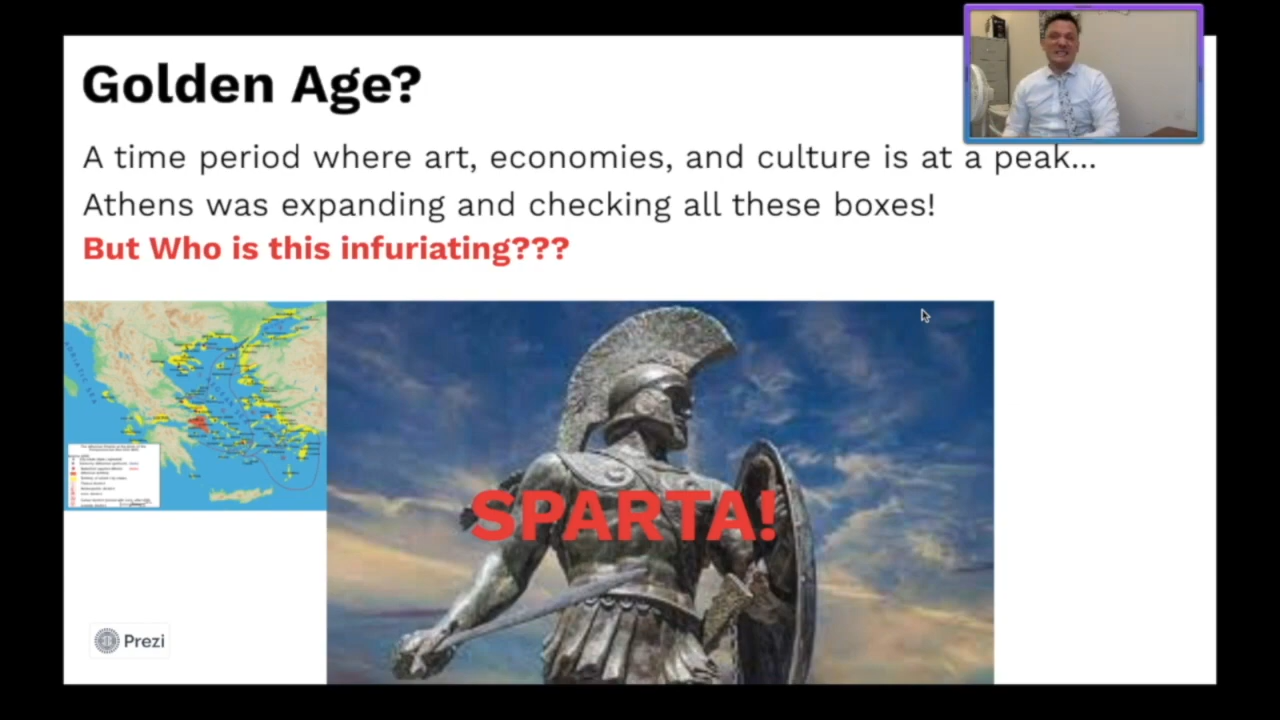 Golden Age?
A time period where art, economies, and culture is at a peak...
Athens was expanding and checking all these boxes!
But Who is this infuriating???
SPARTA!
Prezi